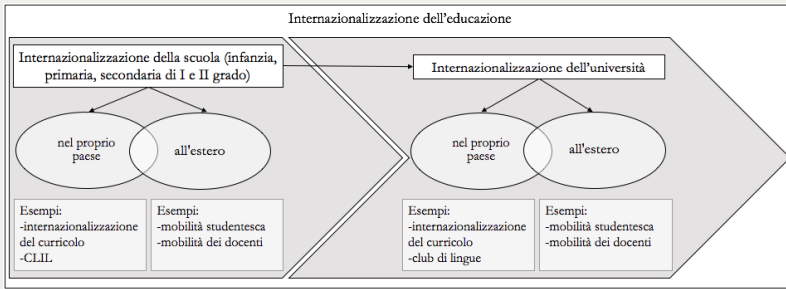 Internazionalizzazione dell'educazione
Internazionalizzazione della scuola (infanzia,
primaria, secondaria di I e II grado)
nel proprio
paese
all'estero
Esempi:
-internazionalizzazione
del curricolo
-CLIL
Esempi:
-mobilità studentesca
-mobilità dei docenti
Internazionalizzazione dell'università
nel proprio
paese
all'estero
Esempi:
-internazionalizzazione
del curricolo
-club di lingue
Esempi:
-mobilità studentesca
-mobilità dei docenti